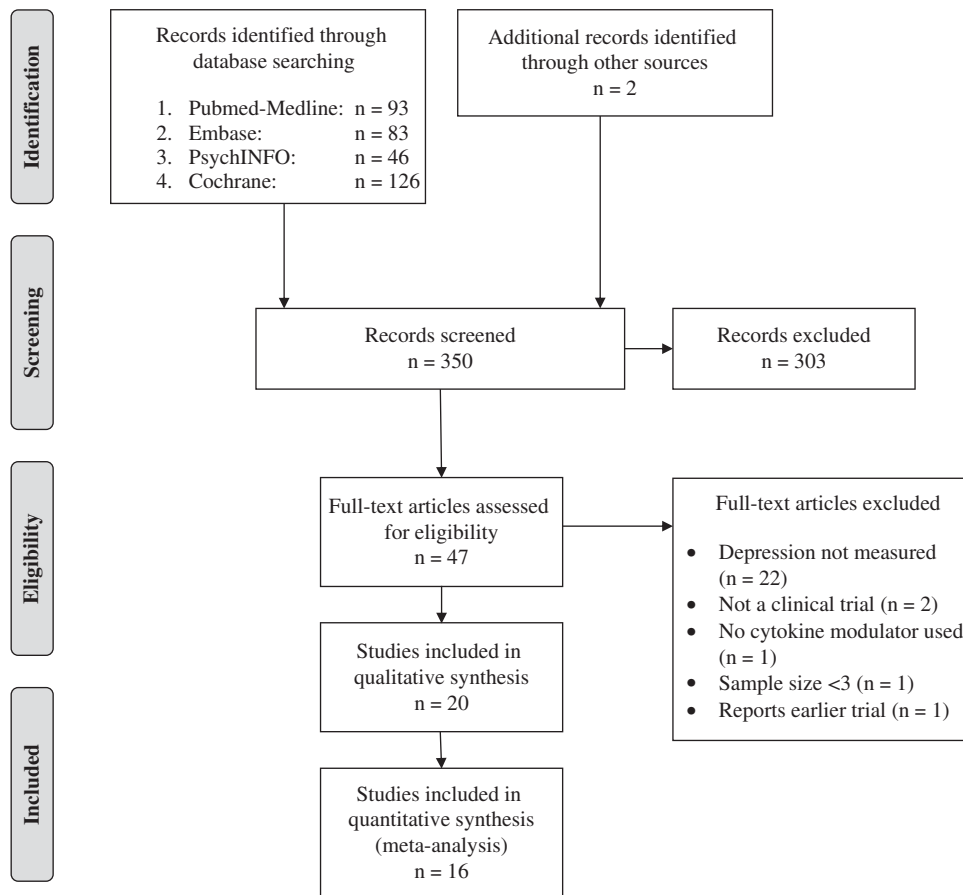 Identification
Records identified through
database searching
1. Pubmed-Medline: n = 93
2. Embase: n = 83
3. PsychINFO: n = 46
4. Cochrane: n = 126
Additional records identified
through other sources
n = 2
Screening
Records screened
n = 350
Records excluded
n = 303
Eligibility
Full-text articles assessed
for eligibility
n = 47
Full-text articles excluded
• Depression not measured
(n = 22)
• Not a clinical trial (n = 2)
• No cytokine modulator used
(n = 1)
• Sample size <3 (n = 1)
• Reports earlier trial (n = 1)
Studies included in
qualitative synthesis
n = 20
Included
Studies included in
quantitative synthesis
(meta-analysis)
n = 16